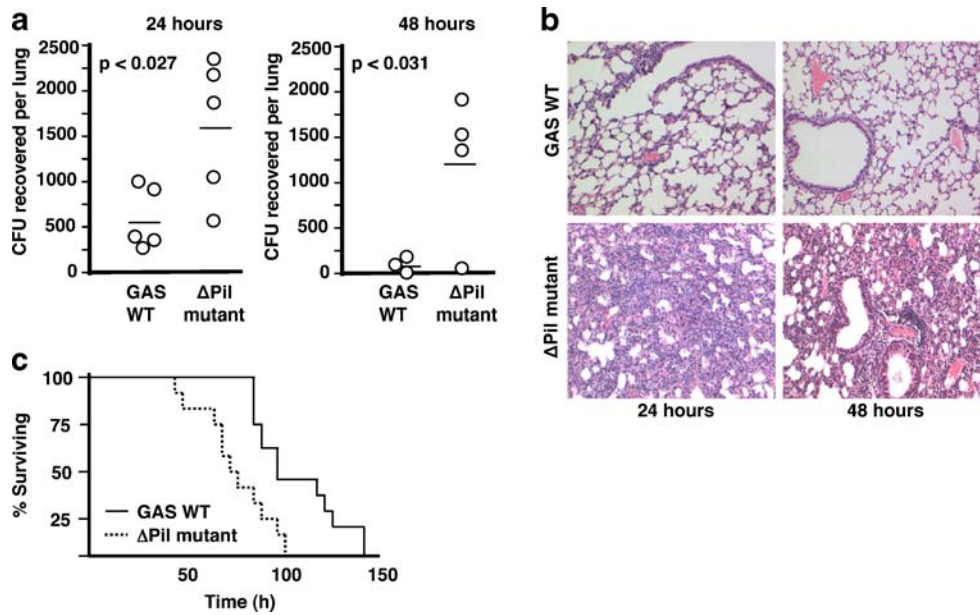 a
24 hours
CFU recovered per lung
2500
2000
1500
1000
500
0
p < 0.027
GAS WT
ΔPil mutant
48 hours
CFU recovered per lung
2500
2000
1500
1000
500
0
p < 0.031
GAS WT
ΔPil mutant
b
GAS WT
ΔPil mutant
24 hours
48 hours
c
% Surviving
100
75
50
25
GAS WT
ΔPil mutant
50
100
150
Time (h)